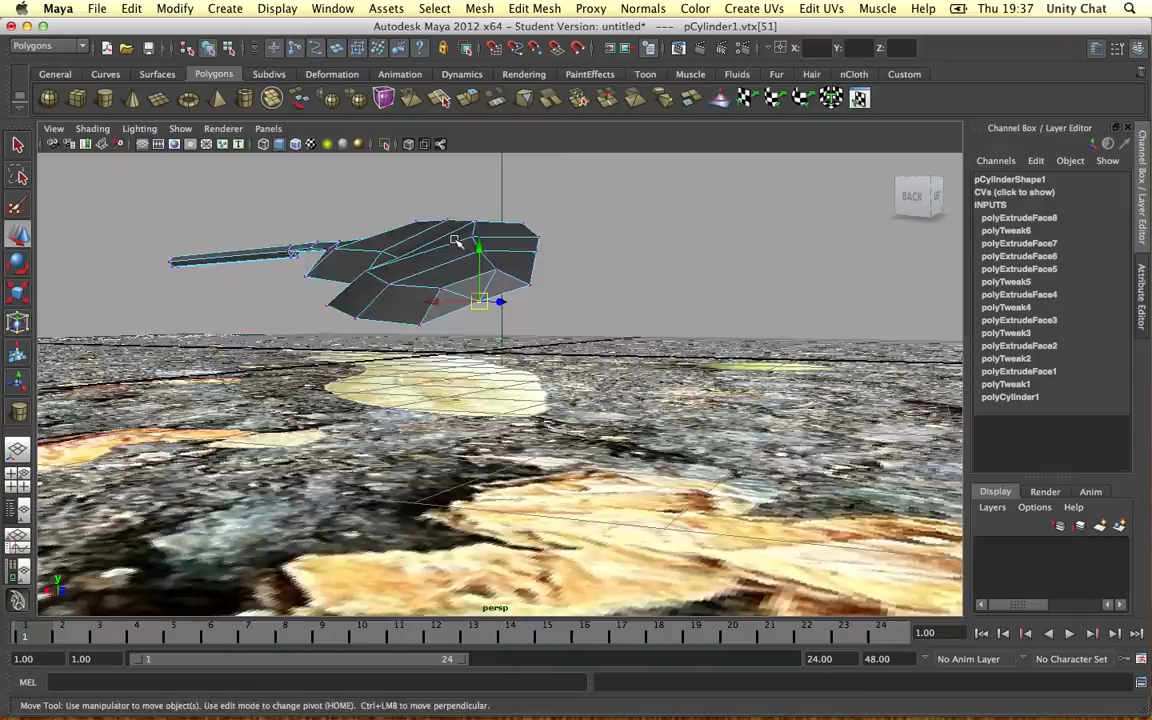 Maya File Edit Modify Create Display Window Assets Select Mesh Edit Mesh Proxy Normals Color Create UVs Edit UVs Muscle Help Thu 19:37 Unity Chat
Autodesk Maya 2012 x64 - Student Version: untitled* --- pCylinder1.vtx[51]
Polygons X: Y: Z:
General Curves Surfaces Polygons Subdivs Deformation Animation Dynamics Rendering PaintEffects Toon Muscle Fluids Fur Hair nCloth Custom
View Shading Lighting Show Renderer Panels
Channel Box / Layer Editor
Channels Edit Object Show
pCylinderShape1
CVs (click to show)
INPUTS
polyExtrudeFace8
polyTweak6
polyExtrudeFace7
polyExtrudeFace6
polyExtrudeFace5
polyTweak5
polyExtrudeFace4
polyTweak4
polyExtrudeFace3
polyTweak3
polyExtrudeFace2
polyTweak2
polyExtrudeFace1
polyTweak1
polyCylinder1
Channel Box / Layer Editor
Attribute Editor
BACK
Display Render Anim
Layers Options Help
y
persp
1 2 3 4 5 6 7 8 9 10 11 12 13 14 15 16 17 18 19 20 21 22 23 24
1 1.00
1.00 1.00 1 24 24.00 48.00 No Anim Layer No Character Set
MEL
Move Tool: Use manipulator to move object(s). Use edit mode to change pivot (HOME). Ctrl+LMB to move perpendicular.